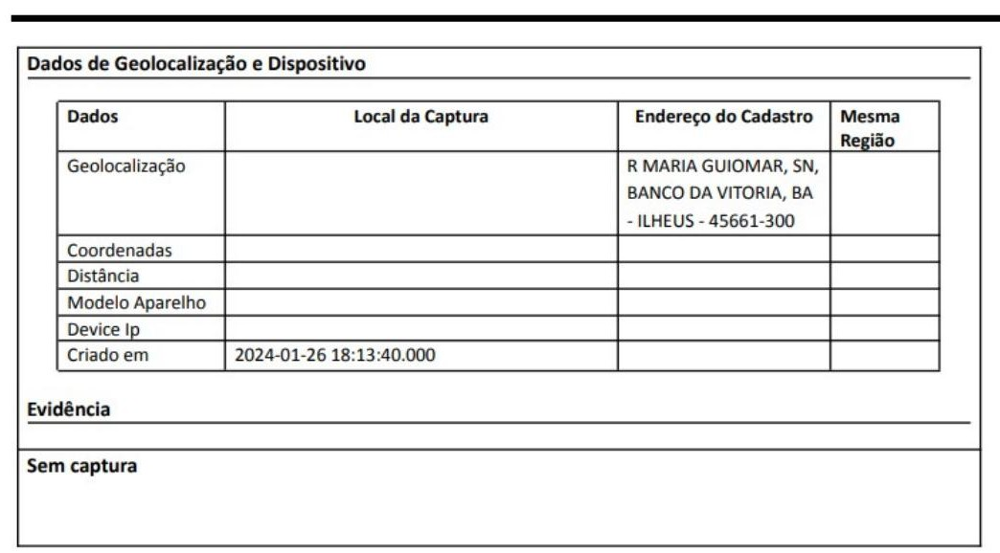 Dados de Geolocalização e Dispositivo
Dados Local da Captura Endereço do Cadastro Mesma
Região
Geolocalização R MARIA GUIOMAR, SN,
BANCO DA VITORIA, BA
- ILHEUS - 45661-300
Coordenadas
Distância
Modelo Aparelho
Device Ip
Criado em 2024-01-26 18:13:40.000
Evidência
Sem captura